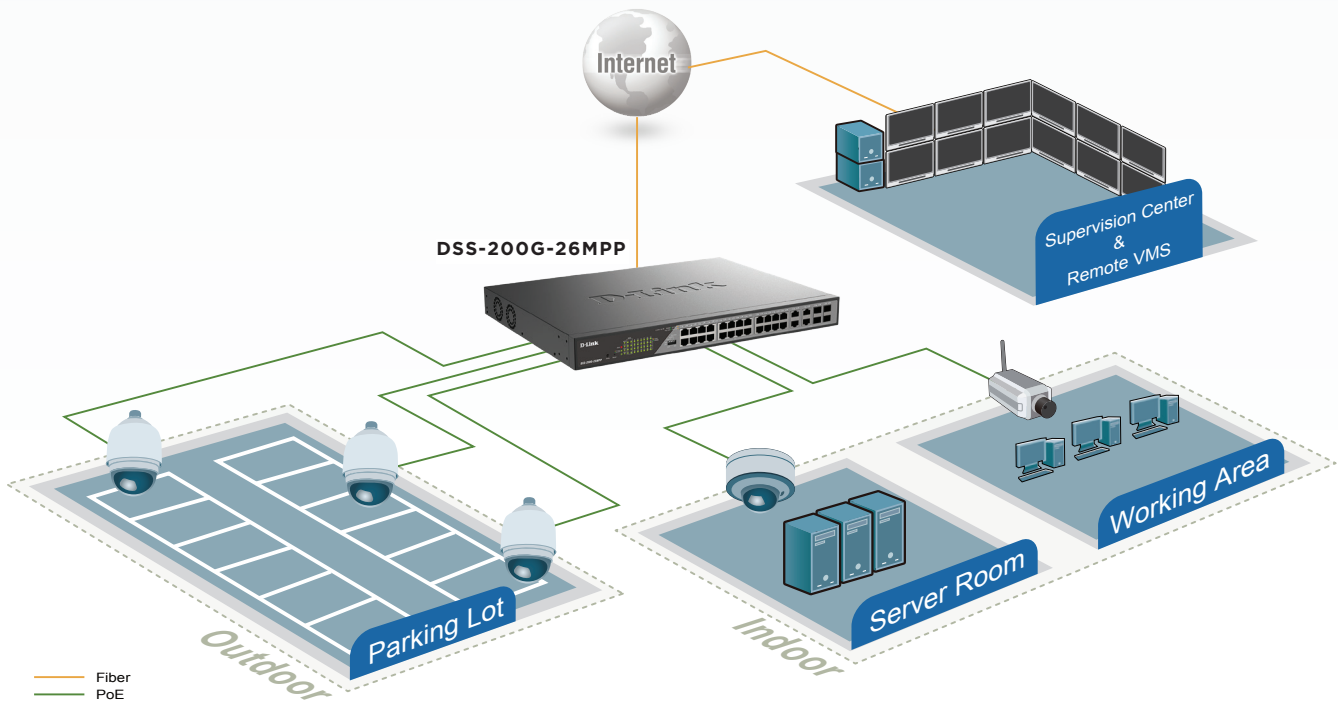 Internet
DSS-200G-26MPP
D-Link
D-Link
Supervision Center
&
Remote VMS
Working Area
Server Room
Parking Lot
Outdoor
Indoor
Fiber
PoE